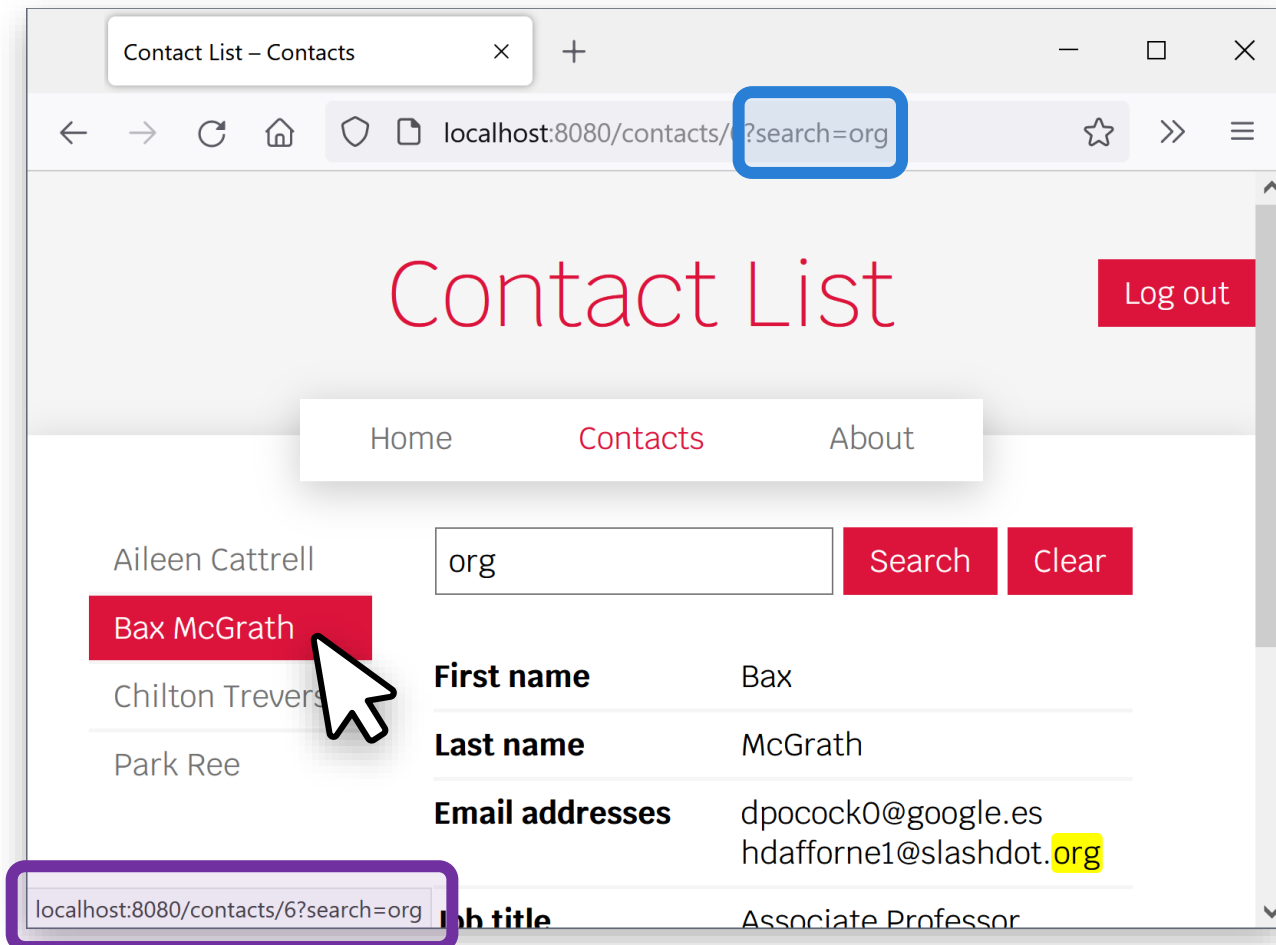 Contact List – Contacts
localhost:8080/contacts/6?search=org
Contact List
Log out
Home Contacts About
Aileen Cattrell
org Search Clear
Bax McGrath
Chilton Trevers
Park Ree
First name Bax
Last name McGrath
Email addresses dpocock0@google.es
hdafforne1@slashdot.org
Job title Associate Professor
localhost:8080/contacts/6?search=org